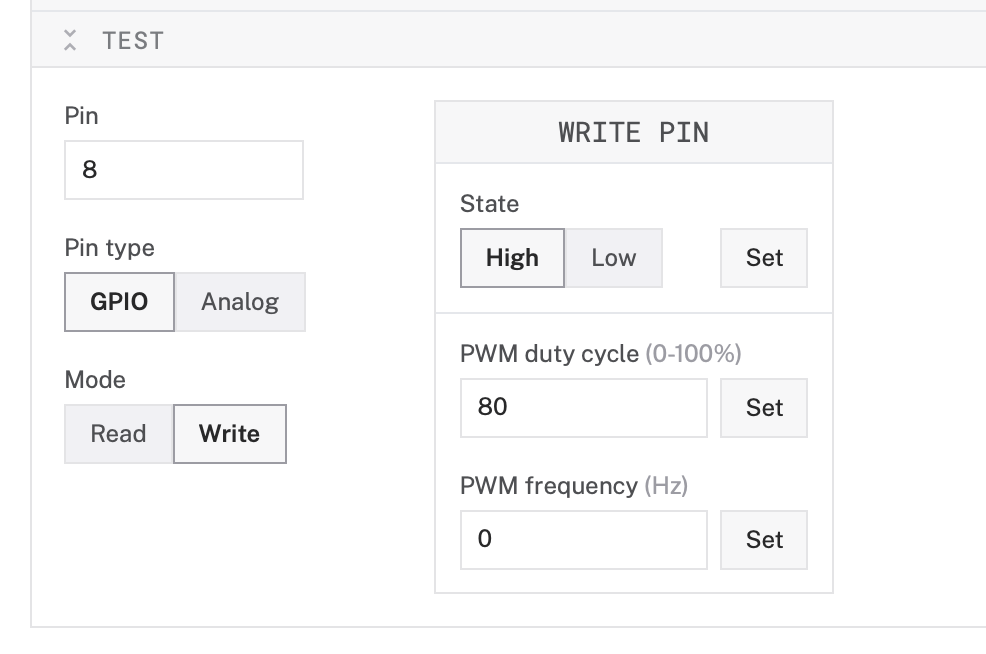 TEST
Pin
8
Pin type
GPIO Analog
Mode
Read Write
WRITE PIN
State
High Low Set
PWM duty cycle (0-100%)
80 Set
PWM frequency (Hz)
0 Set